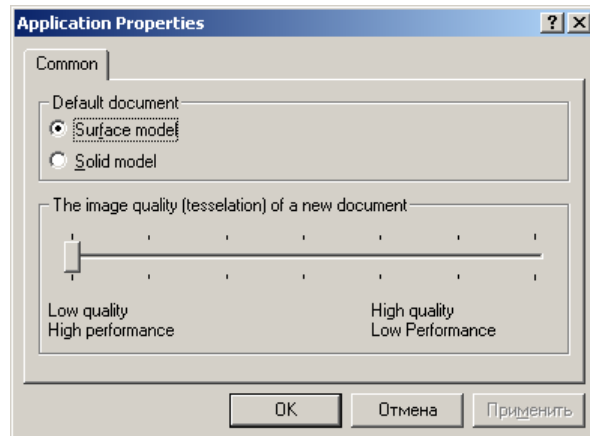 Application Properties
Common
Default document
Surface model
Solid model
The image quality (tesselation) of a new document
Low quality High quality
High performance Low Performance
OK Отмена Применить